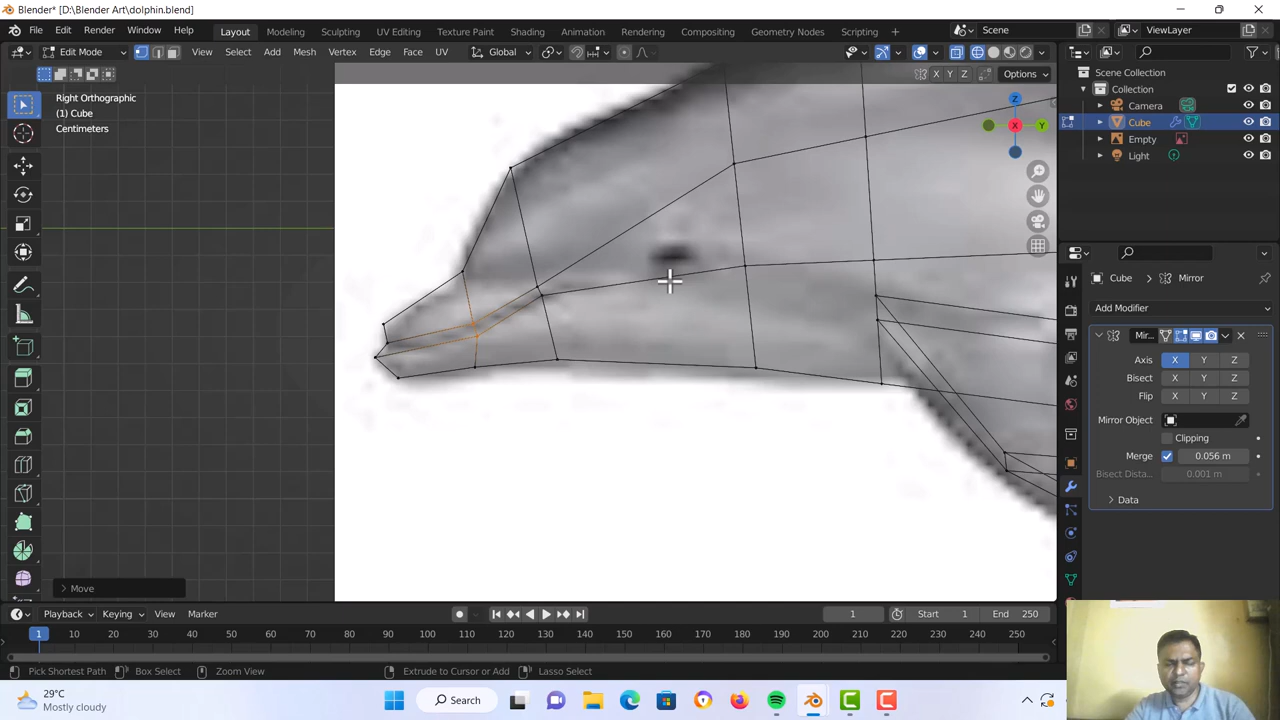 Blender* [D:\Blender Art\dolphin.blend]
File Edit Render Window Help Layout Modeling Sculpting UV Editing Texture Paint Shading Animation Rendering Compositing Geometry Nodes Scripting + Scene ViewLayer
Edit Mode View Select Add Mesh Vertex Edge Face UV Global
X Y Z Options
Right Orthographic
(1) Cube
Centimeters
Z
X
Y
Scene Collection
Collection
Camera
Cube
Empty
Light
Cube > Mirror
Add Modifier
Mir...
Axis X Y Z
Bisect X Y Z
Flip X Y Z
Mirror Object
Clipping
Merge 0.056 m
Bisect Dista... 0.001 m
> Data
> Move
Playback Keying View Marker 1 Start 1 End 250
1 10 20 30 40 50 60 70 80 90 100 110 120 130 140 150 160 170 180 190 200 210 220 230 240 250
Pick Shortest Path Box Select Zoom View Extrude to Cursor or Add Lasso Select
29°C
Mostly cloudy
Search